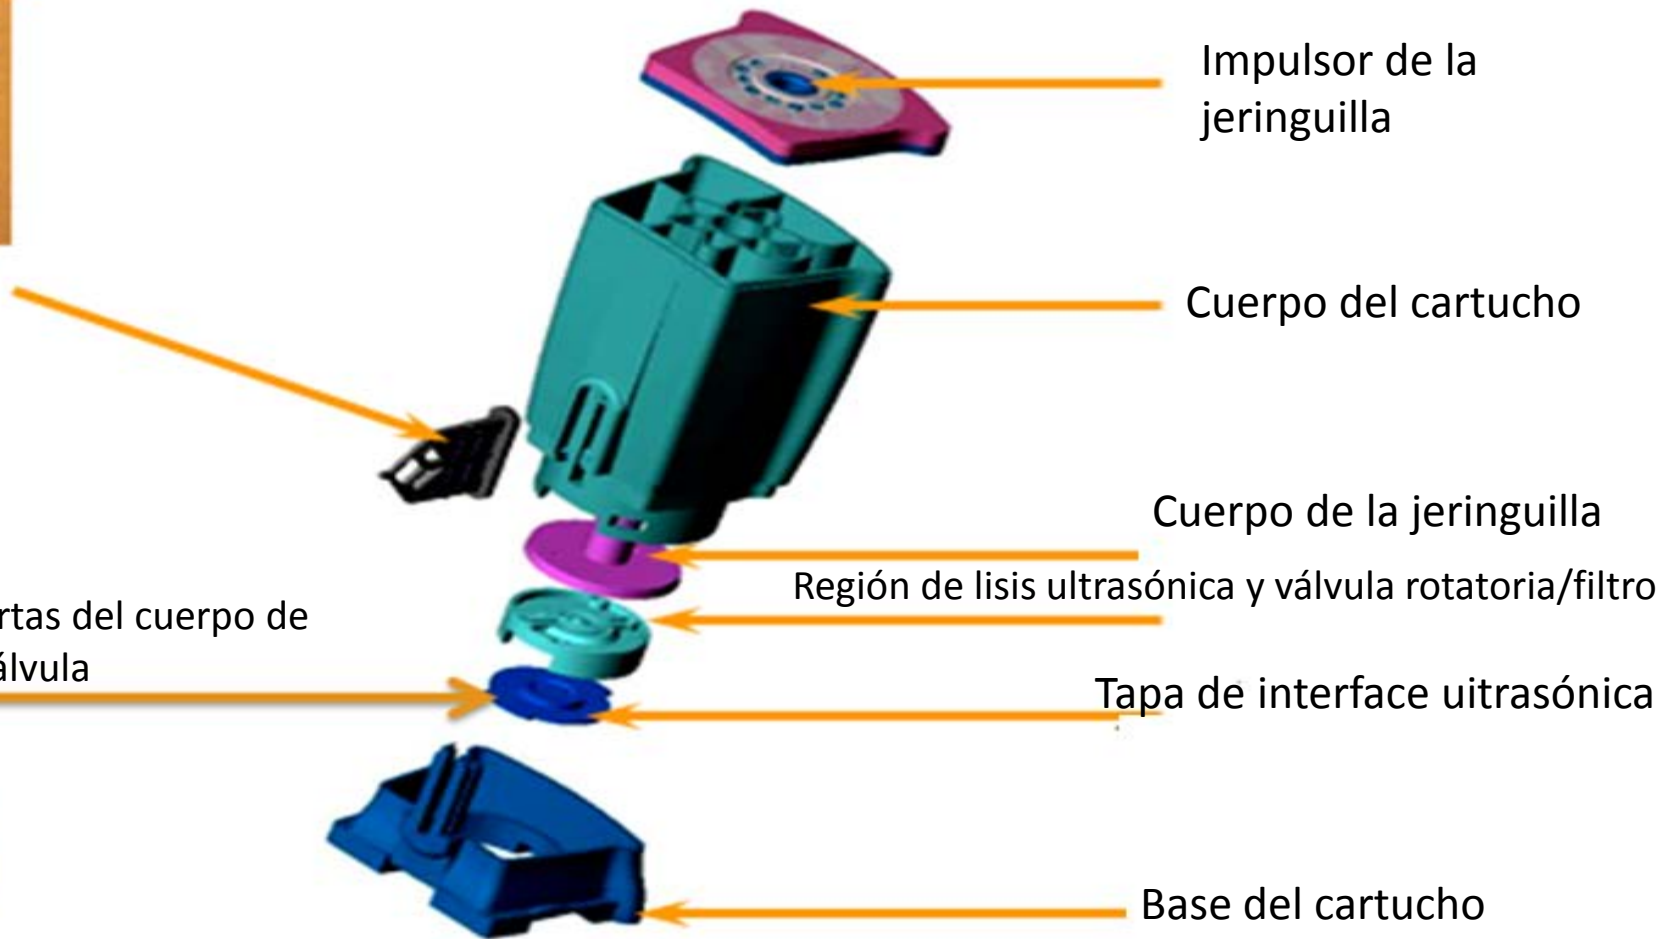 Impulsor de la
jeringuilla
Cuerpo del cartucho
Cuerpo de la jeringuilla
Región de lisis ultrasónica y válvula rotatoria/filtro
rtas del cuerpo de
álvula
Tapa de interface uitrasónica
Base del cartucho